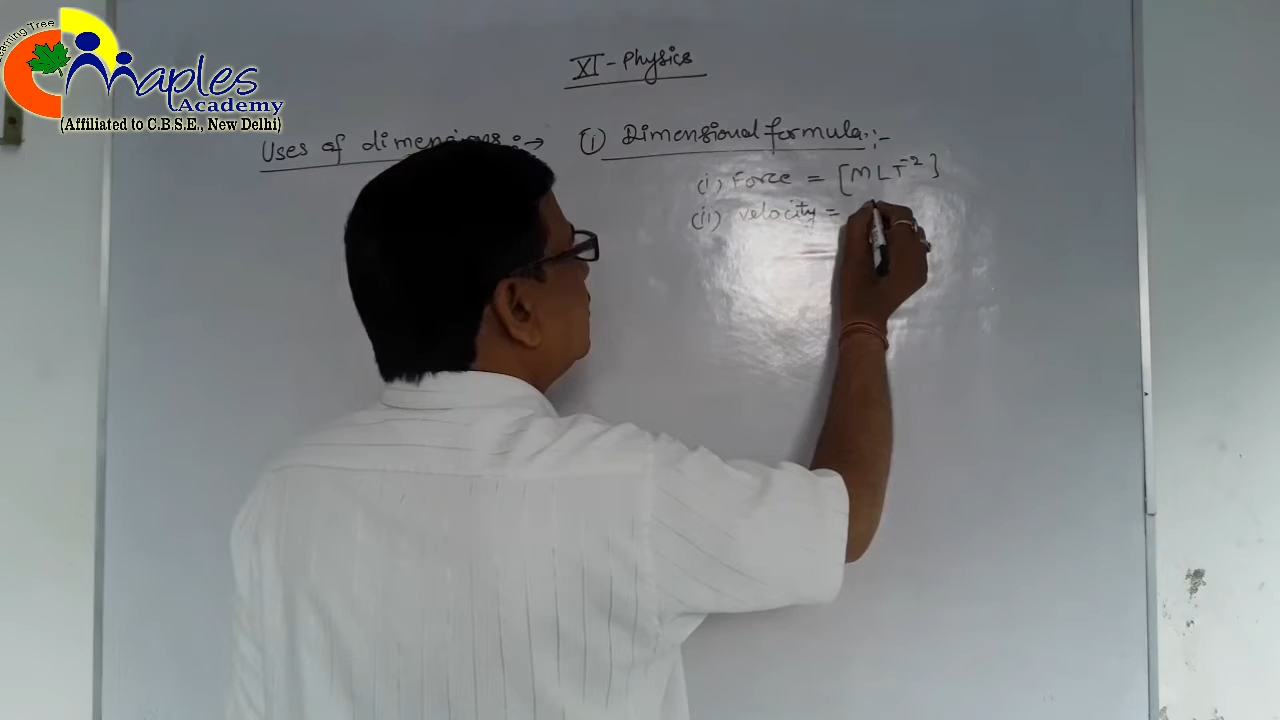 Learning Tree
Maples
Academy
(Affiliated to C.B.S.E., New Delhi)
XI - Physics
Uses of dimensions :→ (1) Dimensional formula :-
(i) Force = [MLT⁻²]
(ii) velocity =